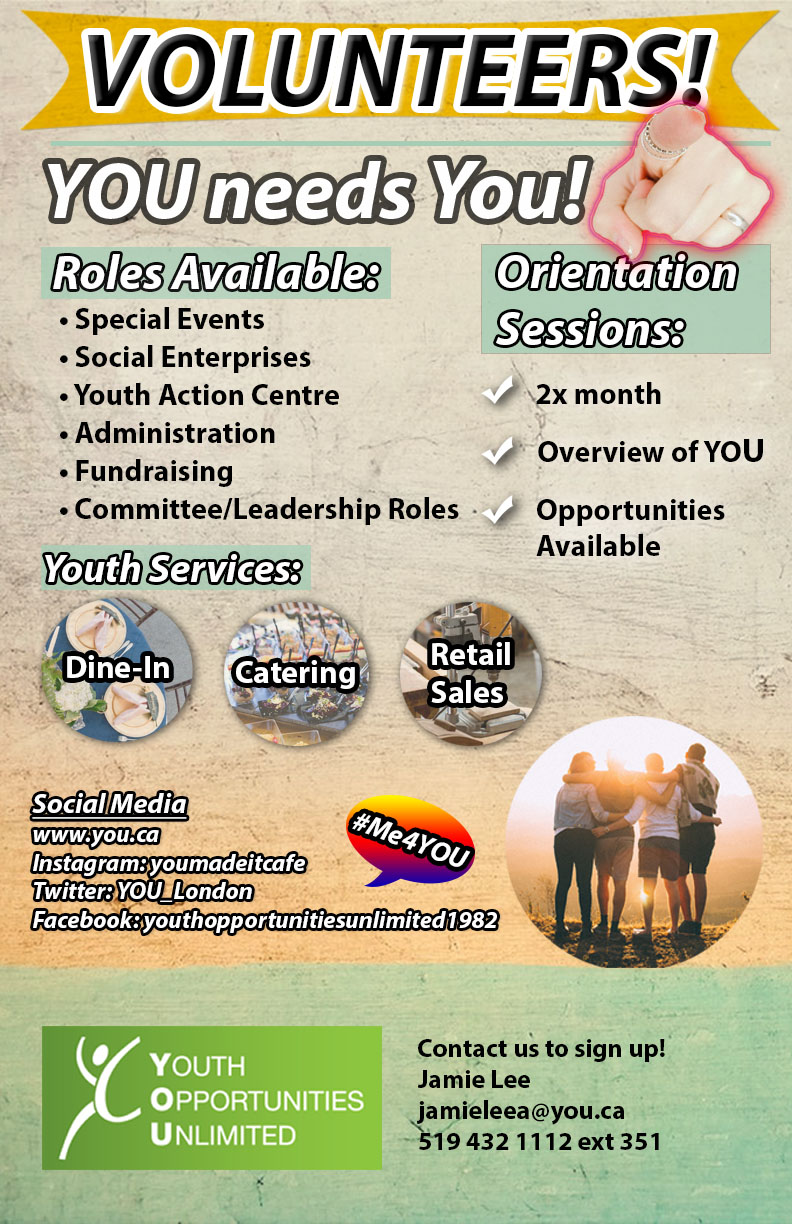 VOLUNTEERS!
YOU needs You!
Roles Available:
• Special Events
• Social Enterprises
• Youth Action Centre
• Administration
• Fundraising
• Committee/Leadership Roles
Orientation
Sessions:
2x month
Overview of YOU
Opportunities
Available
Youth Services:
Dine-In
Catering
Retail
Sales
Social Media
www.you.ca
Instagram: youmadeitcafe
Twitter: YOU_London
Facebook: youthopportunitiesunlimited1982
#Me4YOU
YOUTH
OPPORTUNITIES
UNLIMITED
Contact us to sign up!
Jamie Lee
jamieleea@you.ca
519 432 1112 ext 351